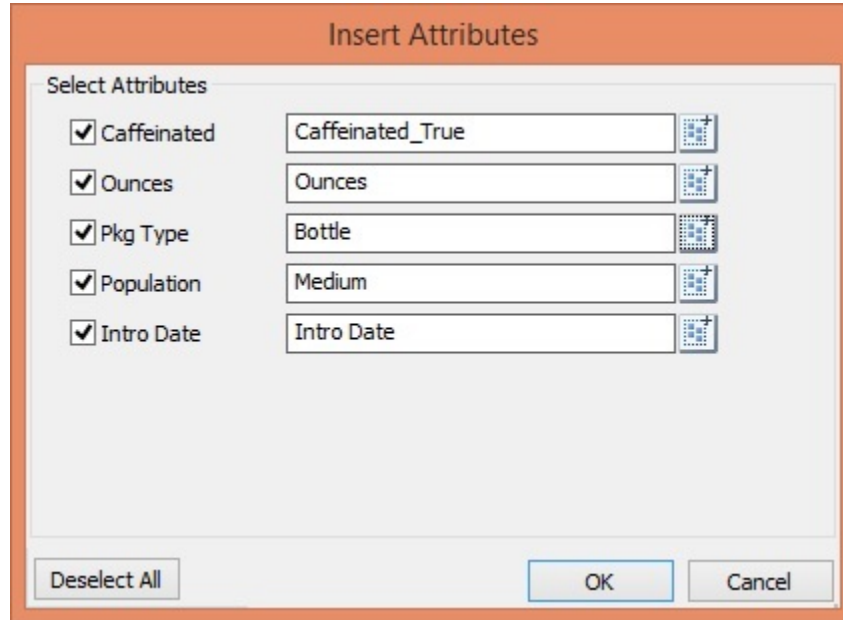 Insert Attributes
Select Attributes
Caffeinated Caffeinated_True
Ounces Ounces
Pkg Type Bottle
Population Medium
Intro Date Intro Date
Deselect All OK Cancel